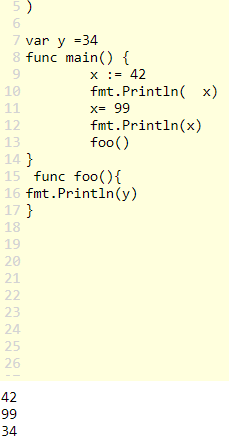 5 )
6
7 var y =34
8 func main() {
9         x := 42
10         fmt.Println(  x)
11         x= 99
12         fmt.Println(x)
13         foo()
14 }
15  func foo(){
16 fmt.Println(y)
17 }
18
19
20
21
22
23
24
25
26
42
99
34